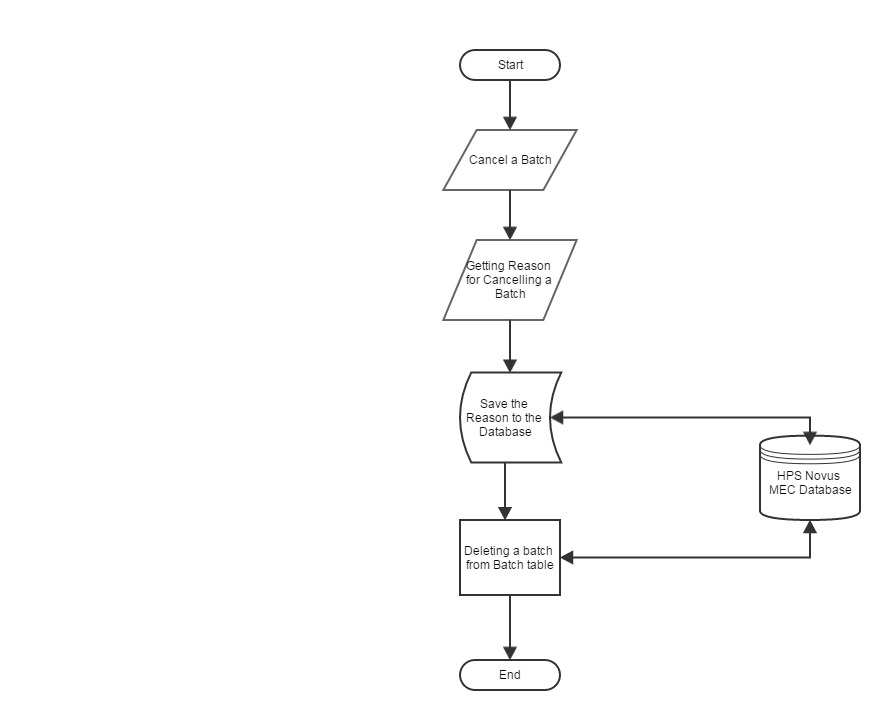 Start
Cancel a Batch
Getting Reason
for Cancelling a
Batch
Save the
Reason to the
Database
HPS Novus
MEC Database
Deleting a batch
from Batch table
End